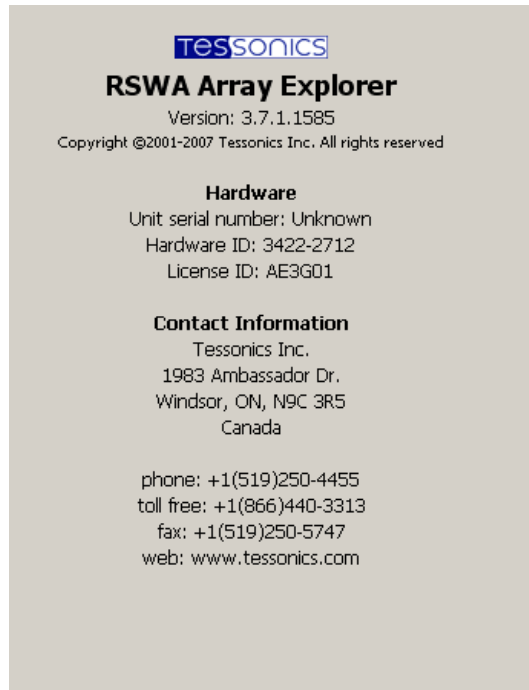 Tessonics
RSWA Array Explorer
Version: 3.7.1.1585
Copyright ©2001-2007 Tessonics Inc. All rights reserved
Hardware
Unit serial number: Unknown
Hardware ID: 3422-2712
License ID: AE3G01
Contact Information
Tessonics Inc.
1983 Ambassador Dr.
Windsor, ON, N9C 3R5
Canada
phone: +1(519)250-4455
toll free: +1(866)440-3313
fax: +1(519)250-5747
web: www.tessonics.com